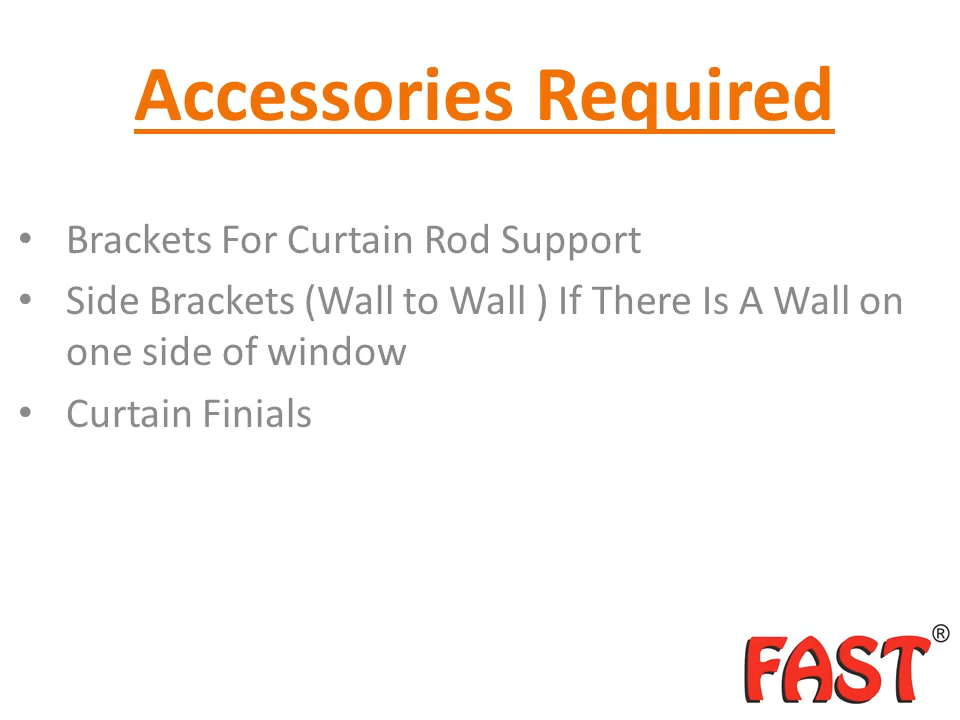 Accessories Required
• Brackets For Curtain Rod Support
• Side Brackets (Wall to Wall ) If There Is A Wall on
one side of window
• Curtain Finials
FAST®